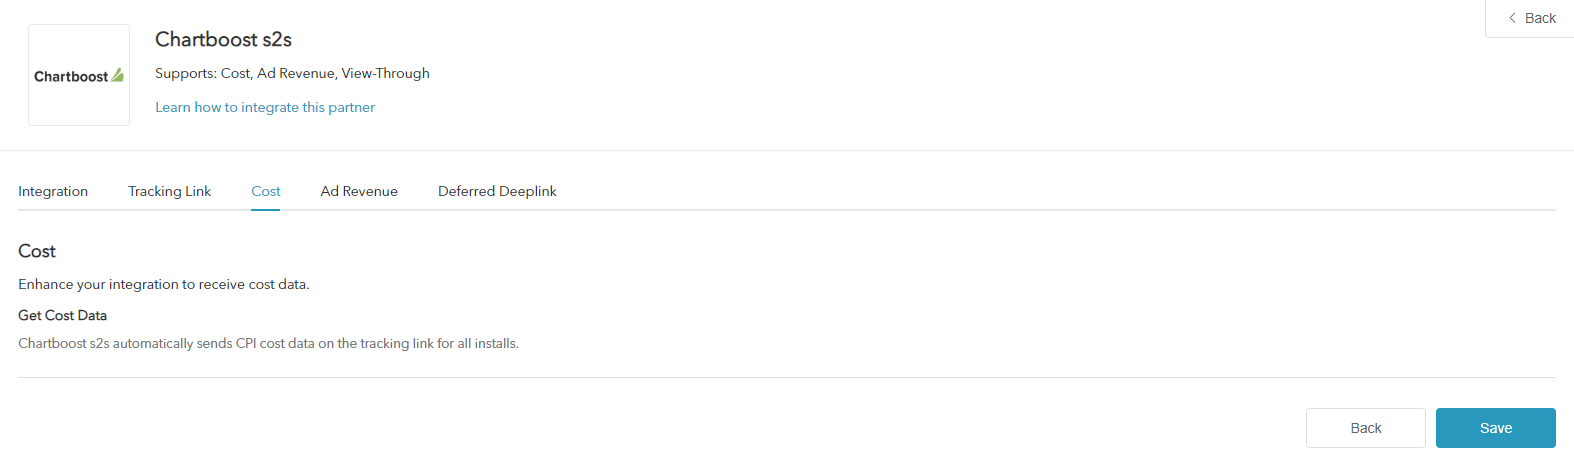 Back
Chartboost
Chartboost s2s
Supports: Cost, Ad Revenue, View-Through
Learn how to integrate this partner
Integration Tracking Link Cost Ad Revenue Deferred Deeplink
Cost
Enhance your integration to receive cost data.
Get Cost Data
Chartboost s2s automatically sends CPI cost data on the tracking link for all installs.
Back Save